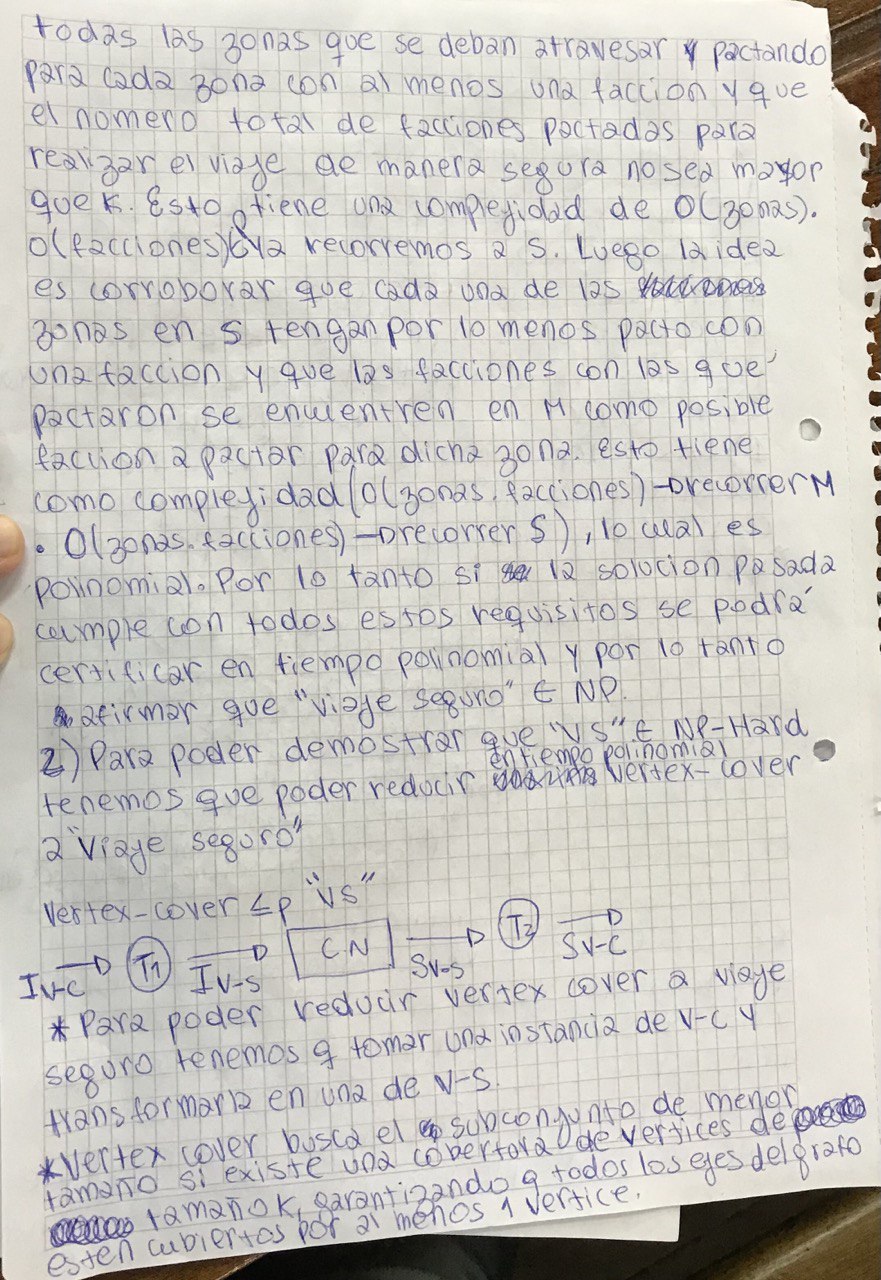 todas las zonas que se deban atravesar y pactando
para cada zona con al menos una faccion y que
el nomero total de facciones pactadas para
realizar el viaje de manera segura no sea mayor
que K. Esto tiene una complejidad de O(zonas).
O(facciones) ya recorremos a S. Luego la idea
es corroborar que cada una de las
zonas en S tengan por lo menos pacto con
una faccion y que las facciones con las que
pactaron se encuentren en M como posible
faccion a pactar para dicha zona. Esto tiene
como complejidad (O(zonas.facciones)→recorrer M
• O(zonas.facciones)→recorrer S), lo cual es
polinomial. Por lo tanto si la solucion pasada
cumple con todos estos requisitos se podrá
certificar en tiempo polinomial y por lo tanto
afirmar que "viaje seguro" ∈ NP.
2) Para poder demostrar que "VS" ∈ NP-Hard
en tiempo polinomial
tenemos que poder reducir vertex-cover
a "viaje seguro"
Vertex-cover ≤p "VS"
Iv-c → T1 → Iv-s → CN → Sv-s → T2 → Sv-c
* Para poder reducir vertex cover a viaje
seguro tenemos q tomar una instancia de V-C y
transformarla en una de V-S.
* Vertex cover busca el subconjunto de menor
tamaño si existe una cobertura de vertices de
tamaño K, garantizando q todos los ejes del grafo
esten cubiertos por al menos 1 vertice.